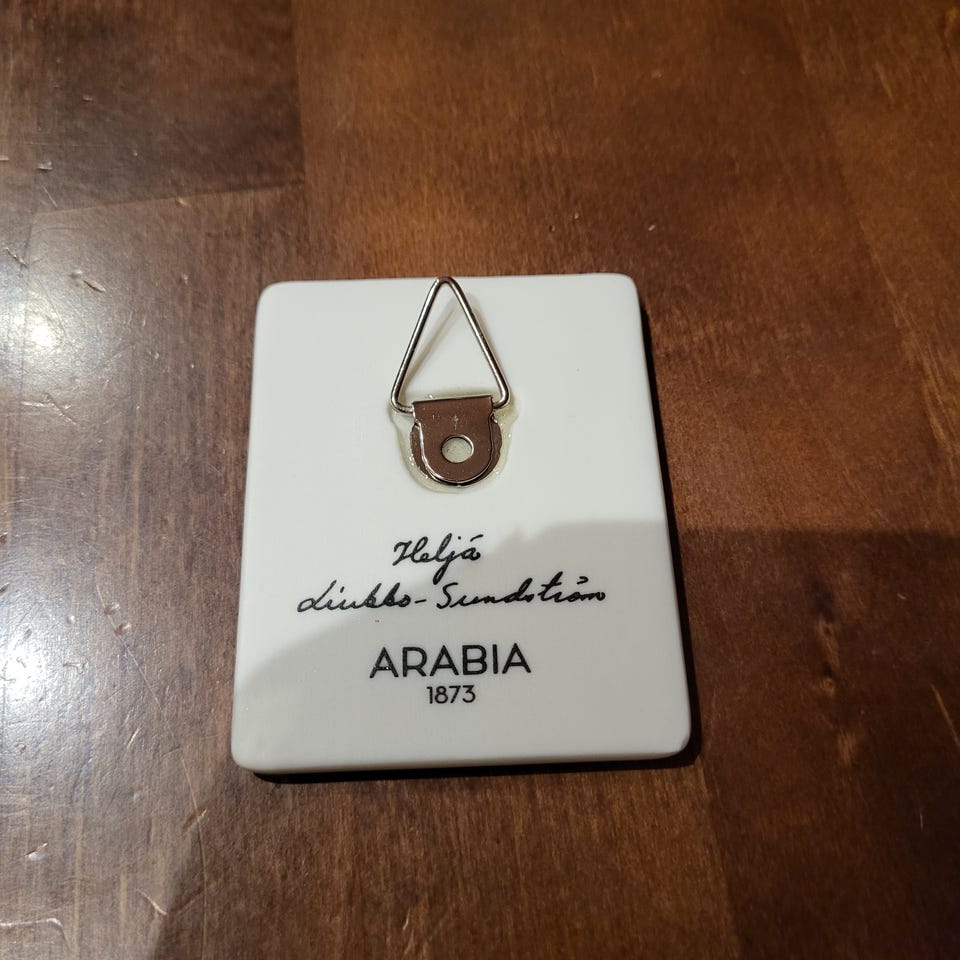 Heljä
Liukko-Sundström
ARABIA
1873